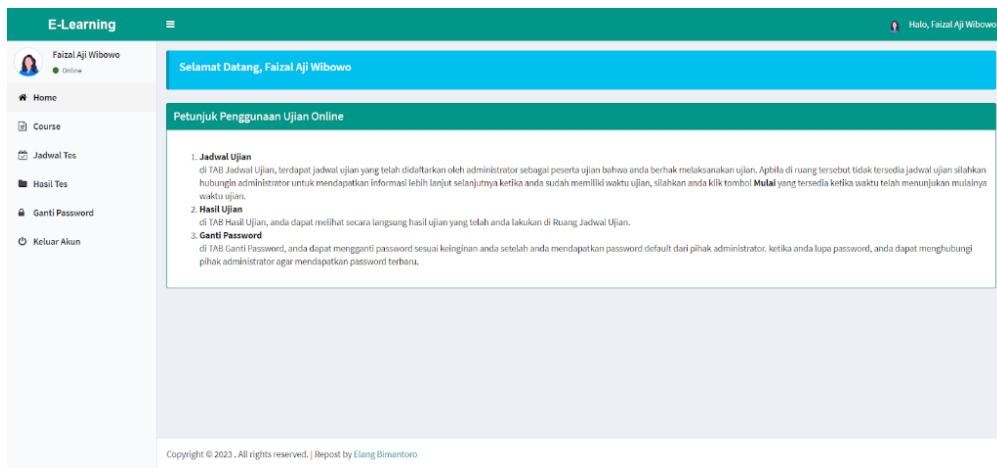 E-Learning
Halo, Faizal Aji Wibowo
Faizal Aji Wibowo
Online
Home
Course
Jadwal Tes
Hasil Tes
Ganti Password
Keluar Akun
Selamat Datang, Faizal Aji Wibowo
Petunjuk Penggunaan Ujian Online
1. Jadwal Ujian
di TAB Jadwal Ujian, terdapat jadwal ujian yang telah didaftarkan oleh administrator sebagai peserta ujian bahwa anda berhak melaksanakan ujian. Apbila di ruang tersebut tidak tersedia jadwal ujian silahkan
hubungin administrator untuk mendapatkan informasi lebih lanjut selanjutnya ketika anda sudah memiliki waktu ujian, silahkan anda klik tombol Mulai yang tersedia ketika waktu telah menunjukan mulainya
waktu ujian.
2. Hasil Ujian
di TAB Hasil Ujian, anda dapat melihat secara langsung hasil ujian yang telah anda lakukan di Ruang Jadwal Ujian.
3. Ganti Password
di TAB Ganti Password, anda dapat mengganti password sesuai keinginan anda setelah anda mendapatkan password default dari pihak administrator. ketika anda lupa password, anda dapat menghubungi
pihak administrator agar mendapatkan password terbaru.
Copyright © 2023 . All rights reserved. | Repost by Elang Bimantoro